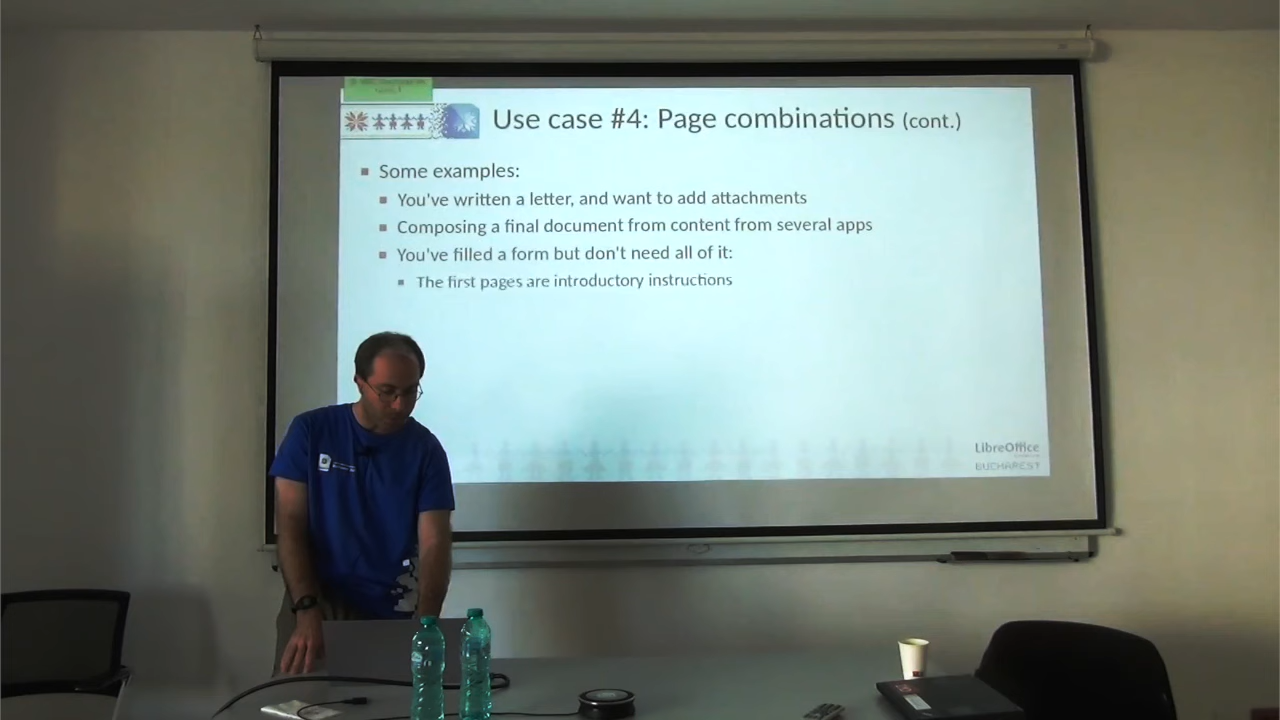 Use case #4: Page combinations (cont.)
Some examples:
You've written a letter, and want to add attachments
Composing a final document from content from several apps
You've filled a form but don't need all of it:
The first pages are introductory instructions
LibreOffice
BUCHAREST